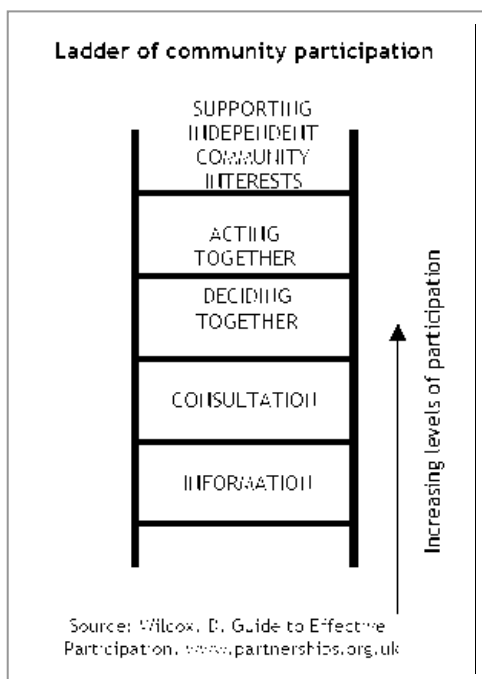 Ladder of community participation
SUPPORTING
INDEPENDENT
COMMUNITY
INTERESTS
ACTING
TOGETHER
DECIDING
TOGETHER
CONSULTATION
INFORMATION
Increasing levels of participation
Source: Wilcox, D. Guide to Effective
Participation. www.partnerships.org.uk